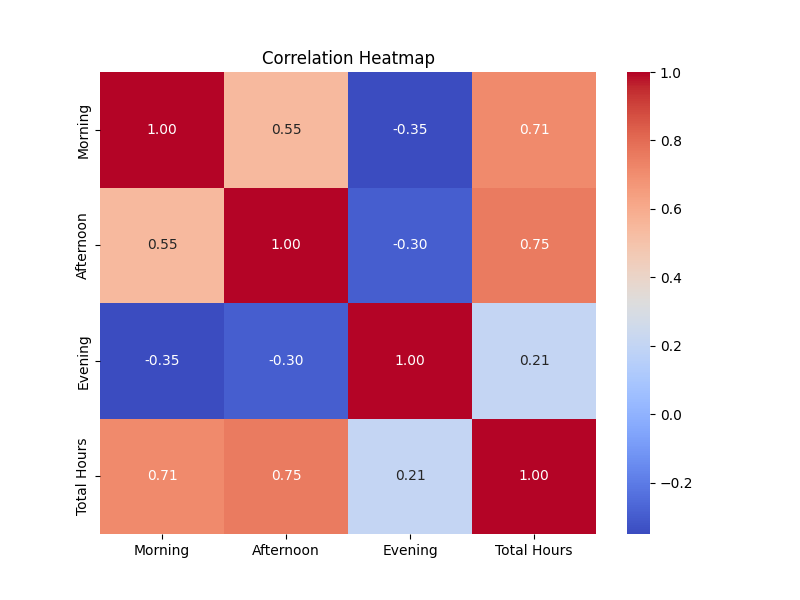 Correlation Heatmap
Morning
1.00 0.55 -0.35 0.71
Afternoon
0.55 1.00 -0.30 0.75
Evening
-0.35 -0.30 1.00 0.21
Total Hours
0.71 0.75 0.21 1.00
Morning Afternoon Evening Total Hours
1.0
0.8
0.6
0.4
0.2
0.0
−0.2